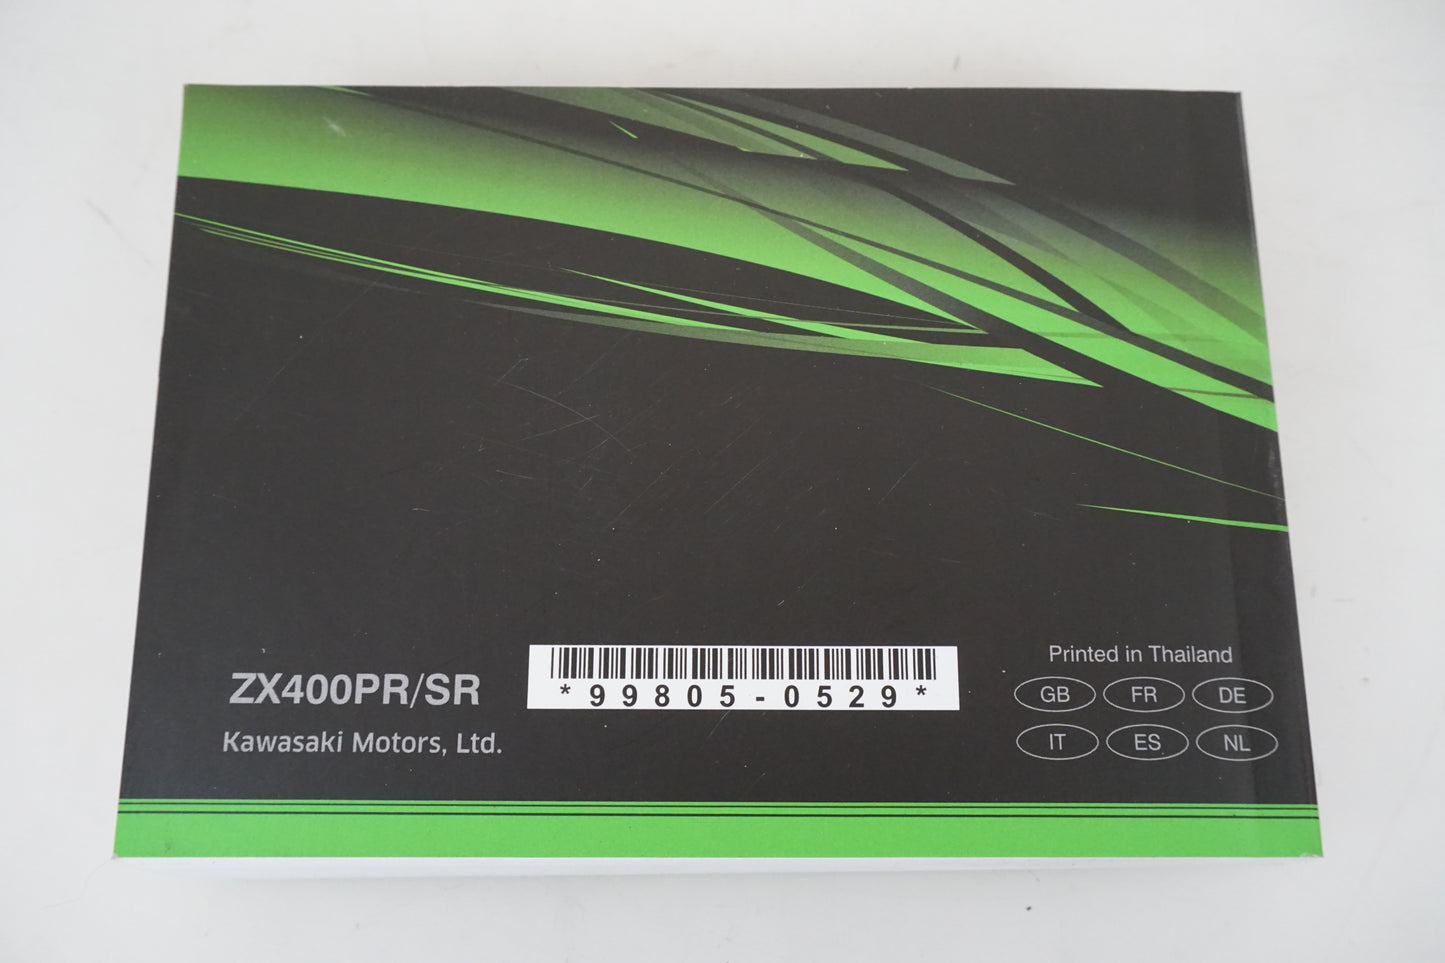 ZX400PR/SR
Kawasaki Motors, Ltd.
*99805-0529*
Printed in Thailand
GB FR DE
IT ES NL